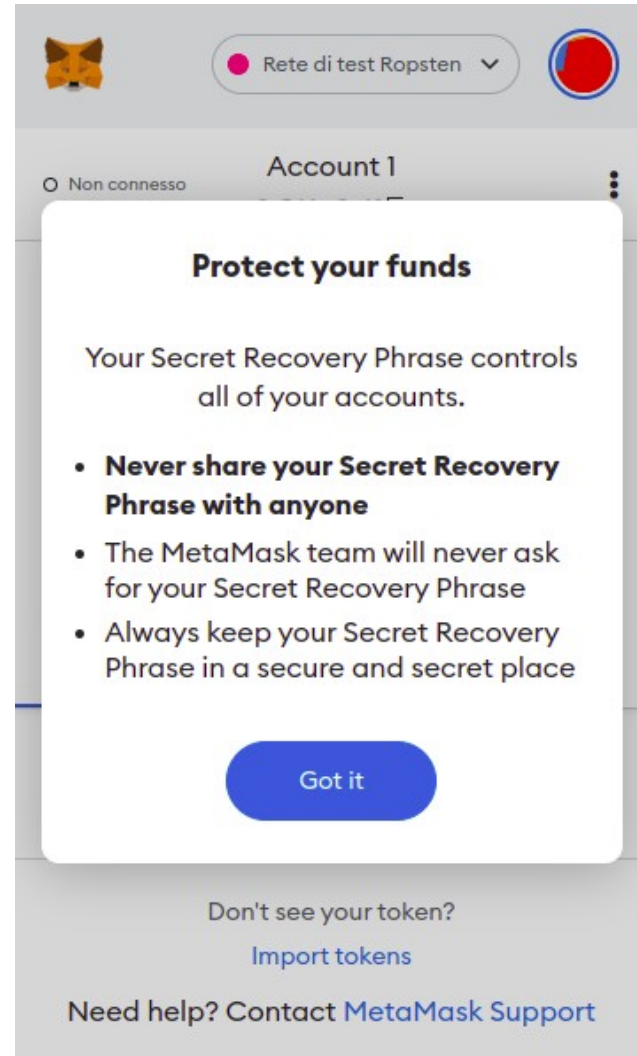 Rete di test Ropsten
Non connesso
Account 1
Protect your funds
Your Secret Recovery Phrase controls
all of your accounts.
• Never share your Secret Recovery
Phrase with anyone
• The MetaMask team will never ask
for your Secret Recovery Phrase
• Always keep your Secret Recovery
Phrase in a secure and secret place
Got it
Don't see your token?
Import tokens
Need help? Contact MetaMask Support